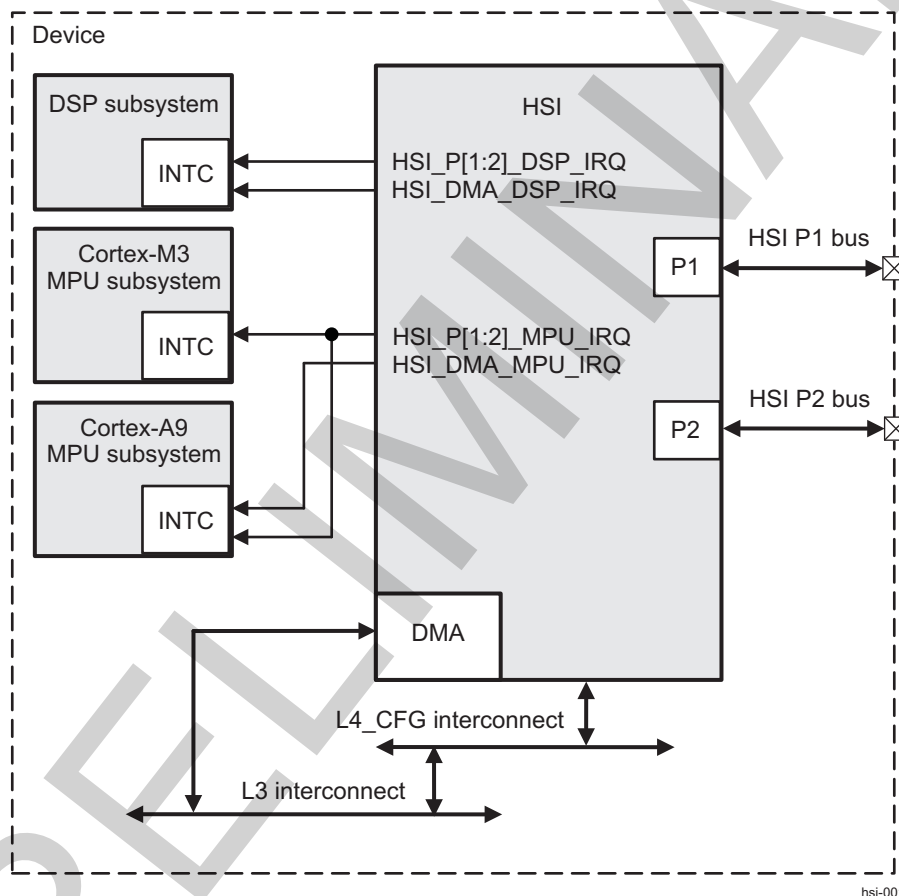 Device
DSP subsystem
INTC
Cortex-M3
MPU subsystem
INTC
Cortex-A9
MPU subsystem
INTC
HSI
HSI_P[1:2]_DSP_IRQ
HSI_DMA_DSP_IRQ
HSI_P[1:2]_MPU_IRQ
HSI_DMA_MPU_IRQ
P1
HSI P1 bus
P2
HSI P2 bus
DMA
L4_CFG interconnect
L3 interconnect
hsi-00